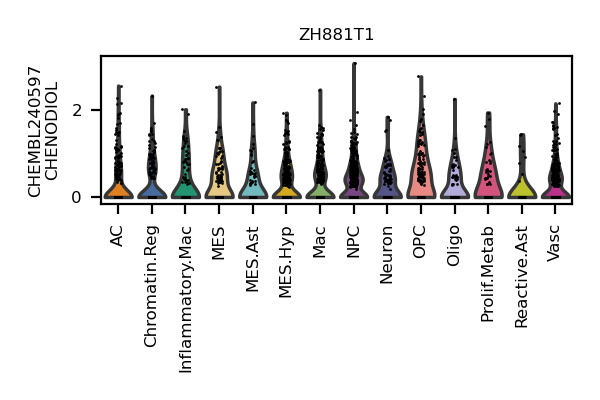 ZH881T1
CHEMBL240597
CHENODIOL
2
0
AC
Chromatin.Reg
Inflammatory.Mac
MES
MES.Ast
MES.Hyp
Mac
NPC
Neuron
OPC
Oligo
Prolif.Metab
Reactive.Ast
Vasc